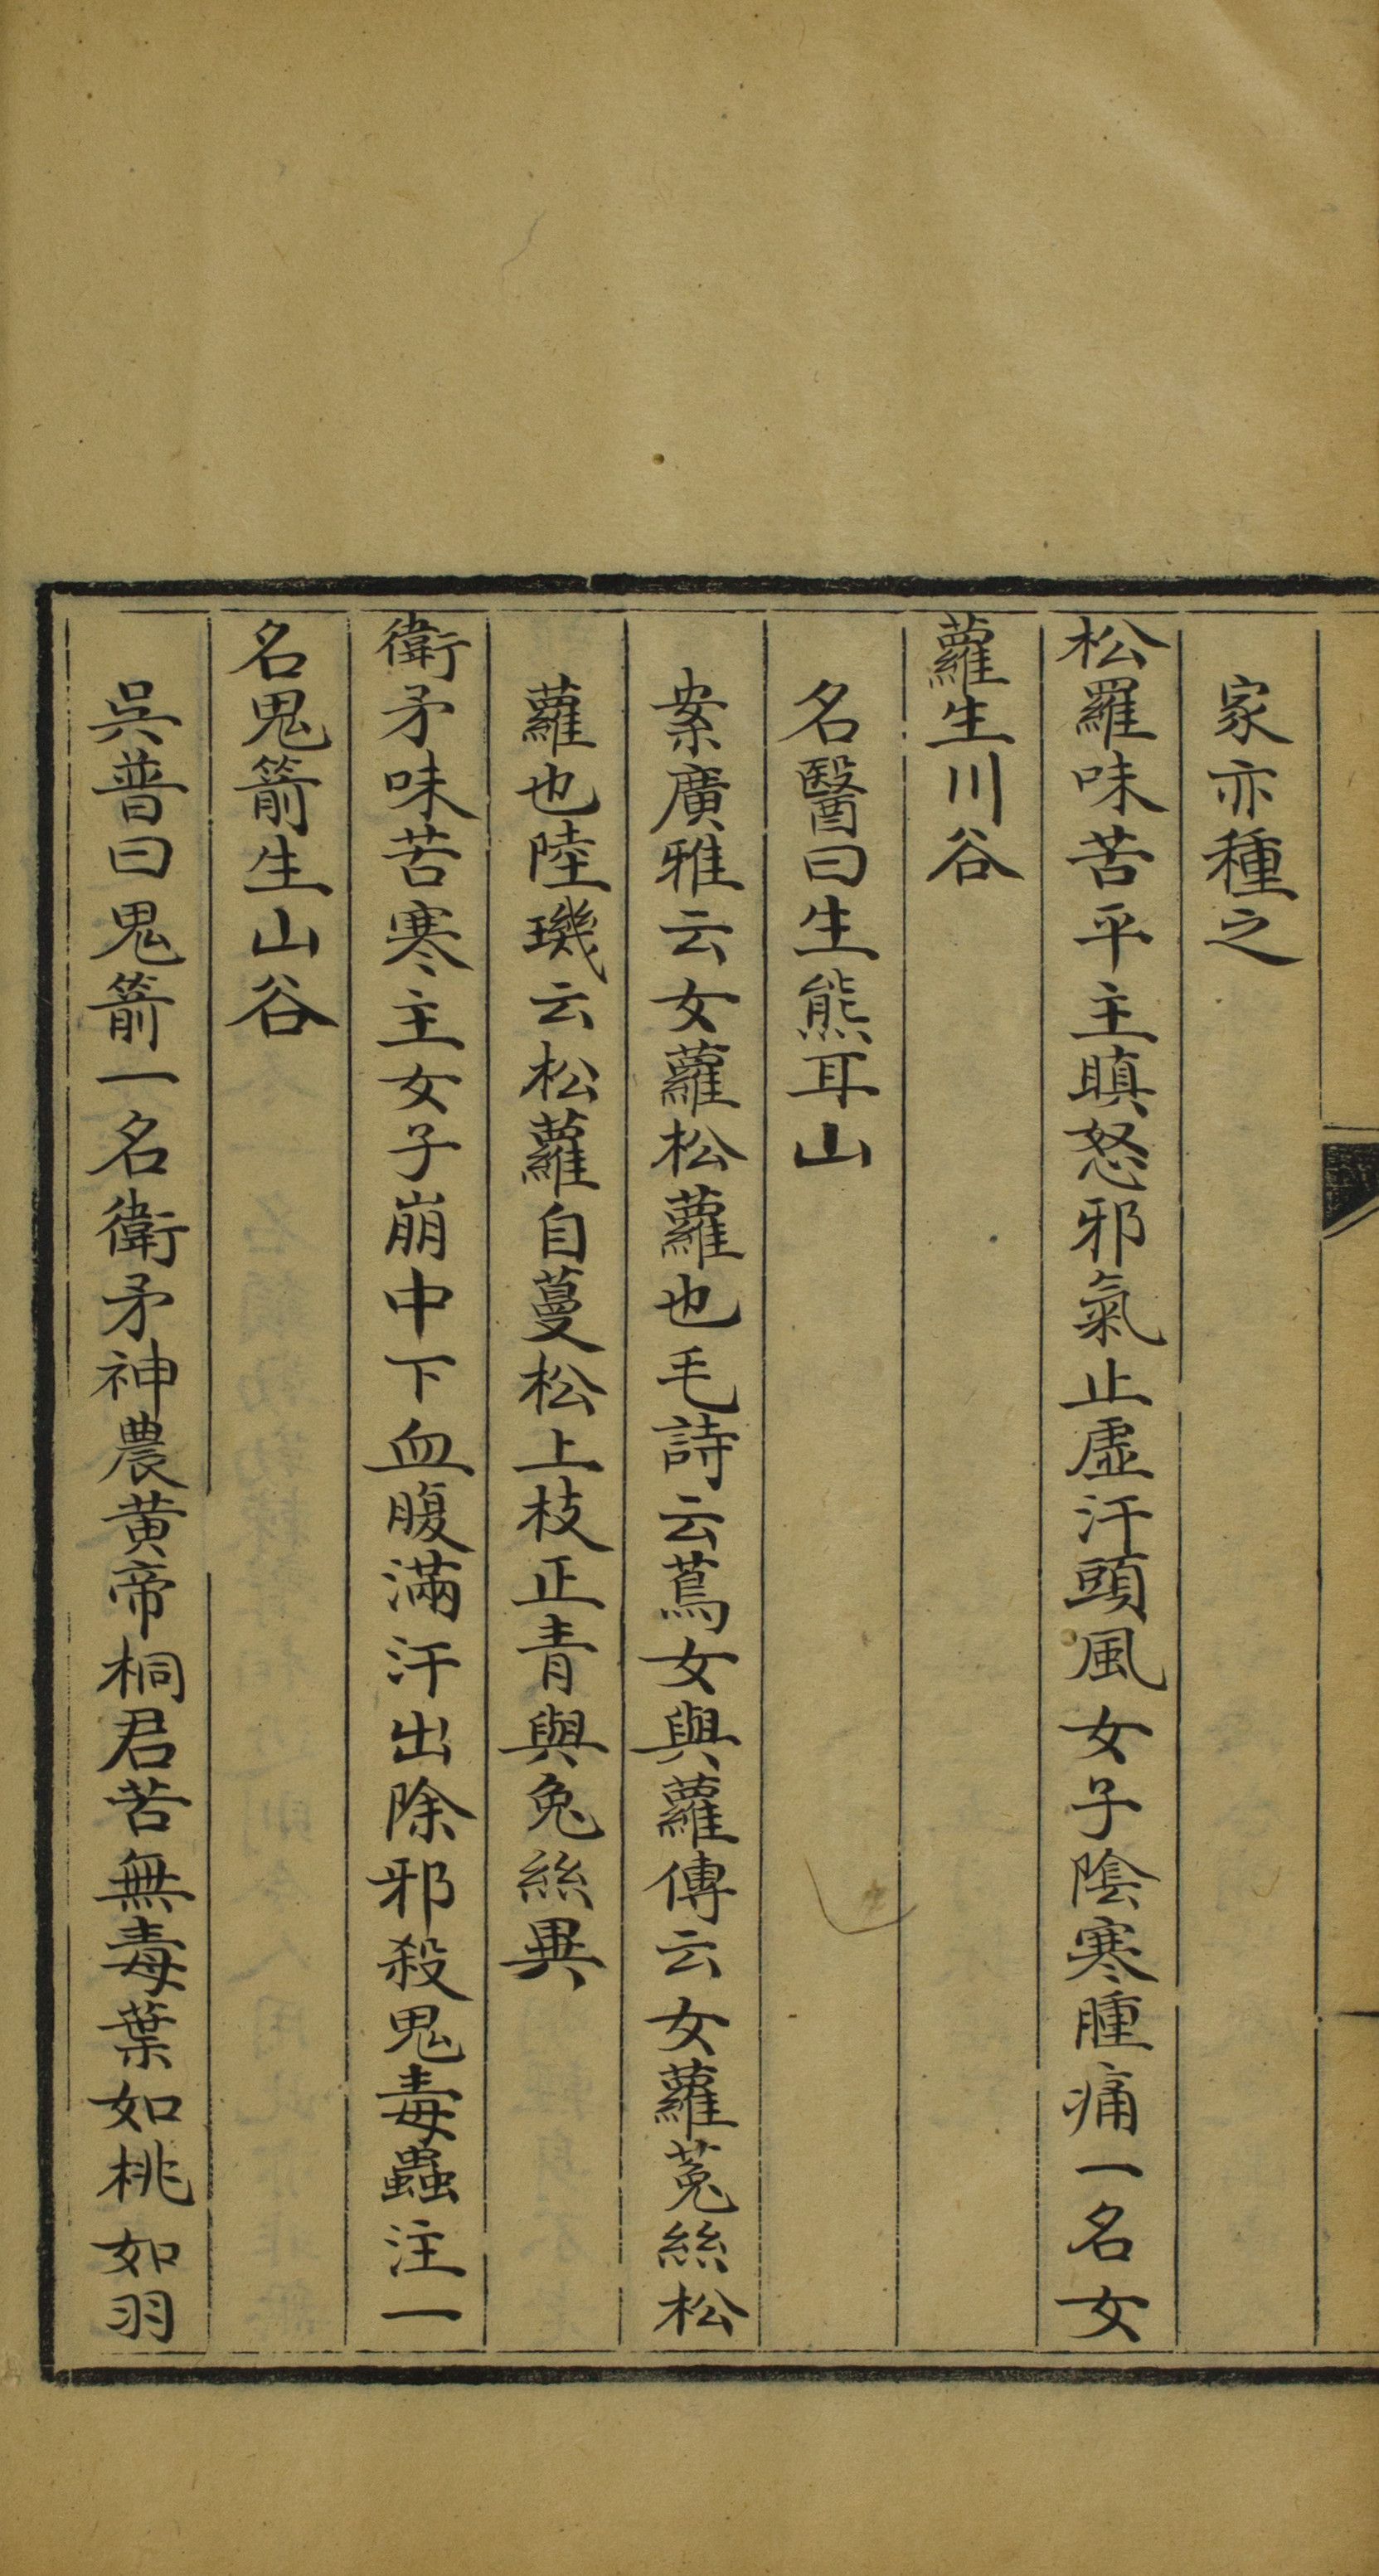 家亦種之
松羅味苦平主瞋怒邪氣止虛汗頭風女子陰寒腫痛一名女
蘿生川谷
名醫曰生熊耳山
案廣雅云女蘿松蘿也毛詩云蔦女與蘿傳云女蘿菟絲松
蘿也陸璣云松蘿自蔓松上枝正青與兔絲異
衛矛味苦寒主女子崩中下血腹滿汗出除邪殺鬼毒蟲注一
名鬼箭生山谷
吳普曰鬼箭一名衛矛神農黄帝桐君苦無毒葉如桃如羽